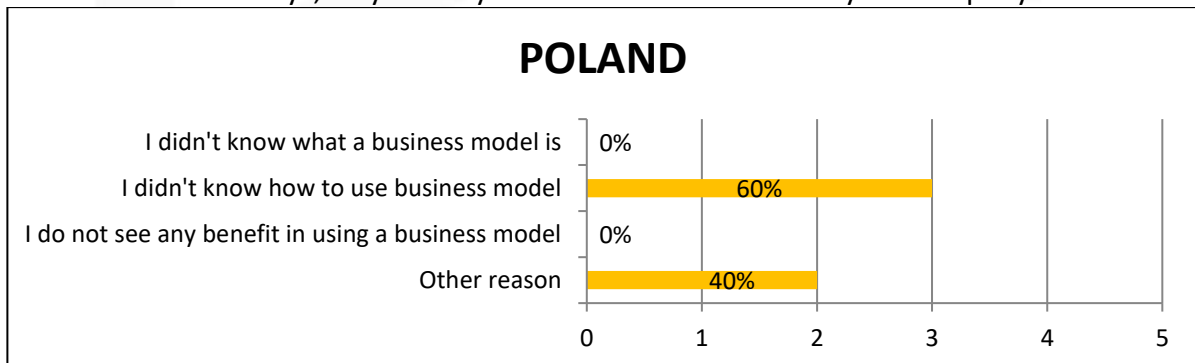 POLAND
I didn't know what a business model is 0%
I didn't know how to use business model 60%
I do not see any benefit in using a business model 0%
Other reason 40%
0 1 2 3 4 5